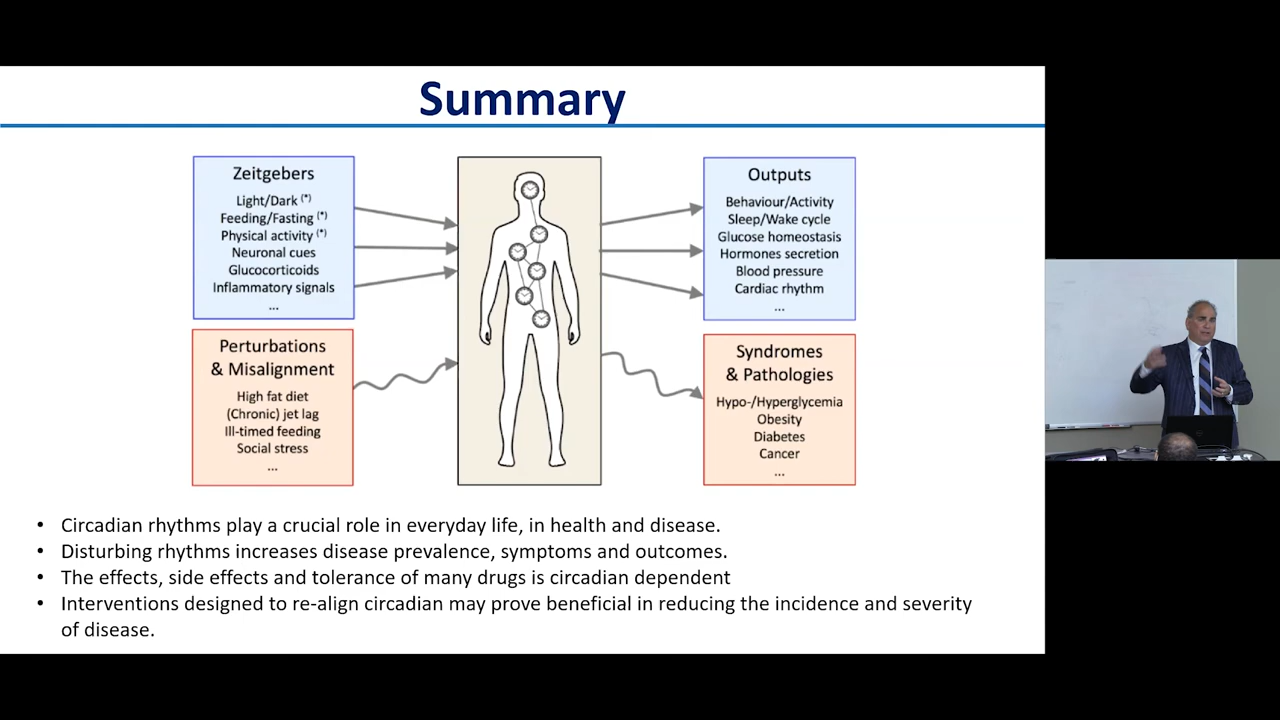 Summary
Zeitgebers
Light/Dark (*)
Feeding/Fasting (*)
Physical activity (*)
Neuronal cues
Glucocorticoids
Inflammatory signals
...
Perturbations
& Misalignment
High fat diet
(Chronic) jet lag
Ill-timed feeding
Social stress
...
Outputs
Behaviour/Activity
Sleep/Wake cycle
Glucose homeostasis
Hormones secretion
Blood pressure
Cardiac rhythm
...
Syndromes
& Pathologies
Hypo-/Hyperglycemia
Obesity
Diabetes
Cancer
...
• Circadian rhythms play a crucial role in everyday life, in health and disease.
• Disturbing rhythms increases disease prevalence, symptoms and outcomes.
• The effects, side effects and tolerance of many drugs is circadian dependent
• Interventions designed to re-align circadian may prove beneficial in reducing the incidence and severity
of disease.